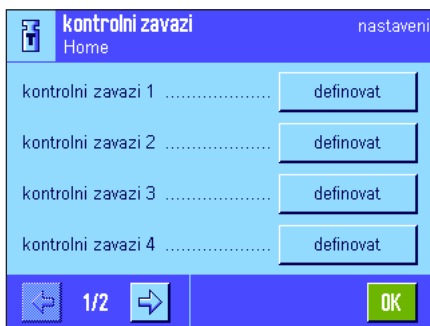 kontrolni zavazi
nastaveni
Home
kontrolni zavazi 1 .................... definovat
kontrolni zavazi 2 .................... definovat
kontrolni zavazi 3 .................... definovat
kontrolni zavazi 4 .................... definovat
1/2
OK